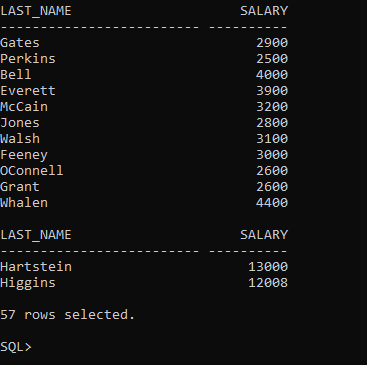 LAST_NAME                     SALARY
------------------------- ----------
Gates                           2900
Perkins                         2500
Bell                            4000
Everett                         3900
McCain                          3200
Jones                           2800
Walsh                           3100
Feeney                          3000
OConnell                        2600
Grant                           2600
Whalen                          4400
LAST_NAME                     SALARY
------------------------- ----------
Hartstein                      13000
Higgins                        12008
57 rows selected.
SQL>